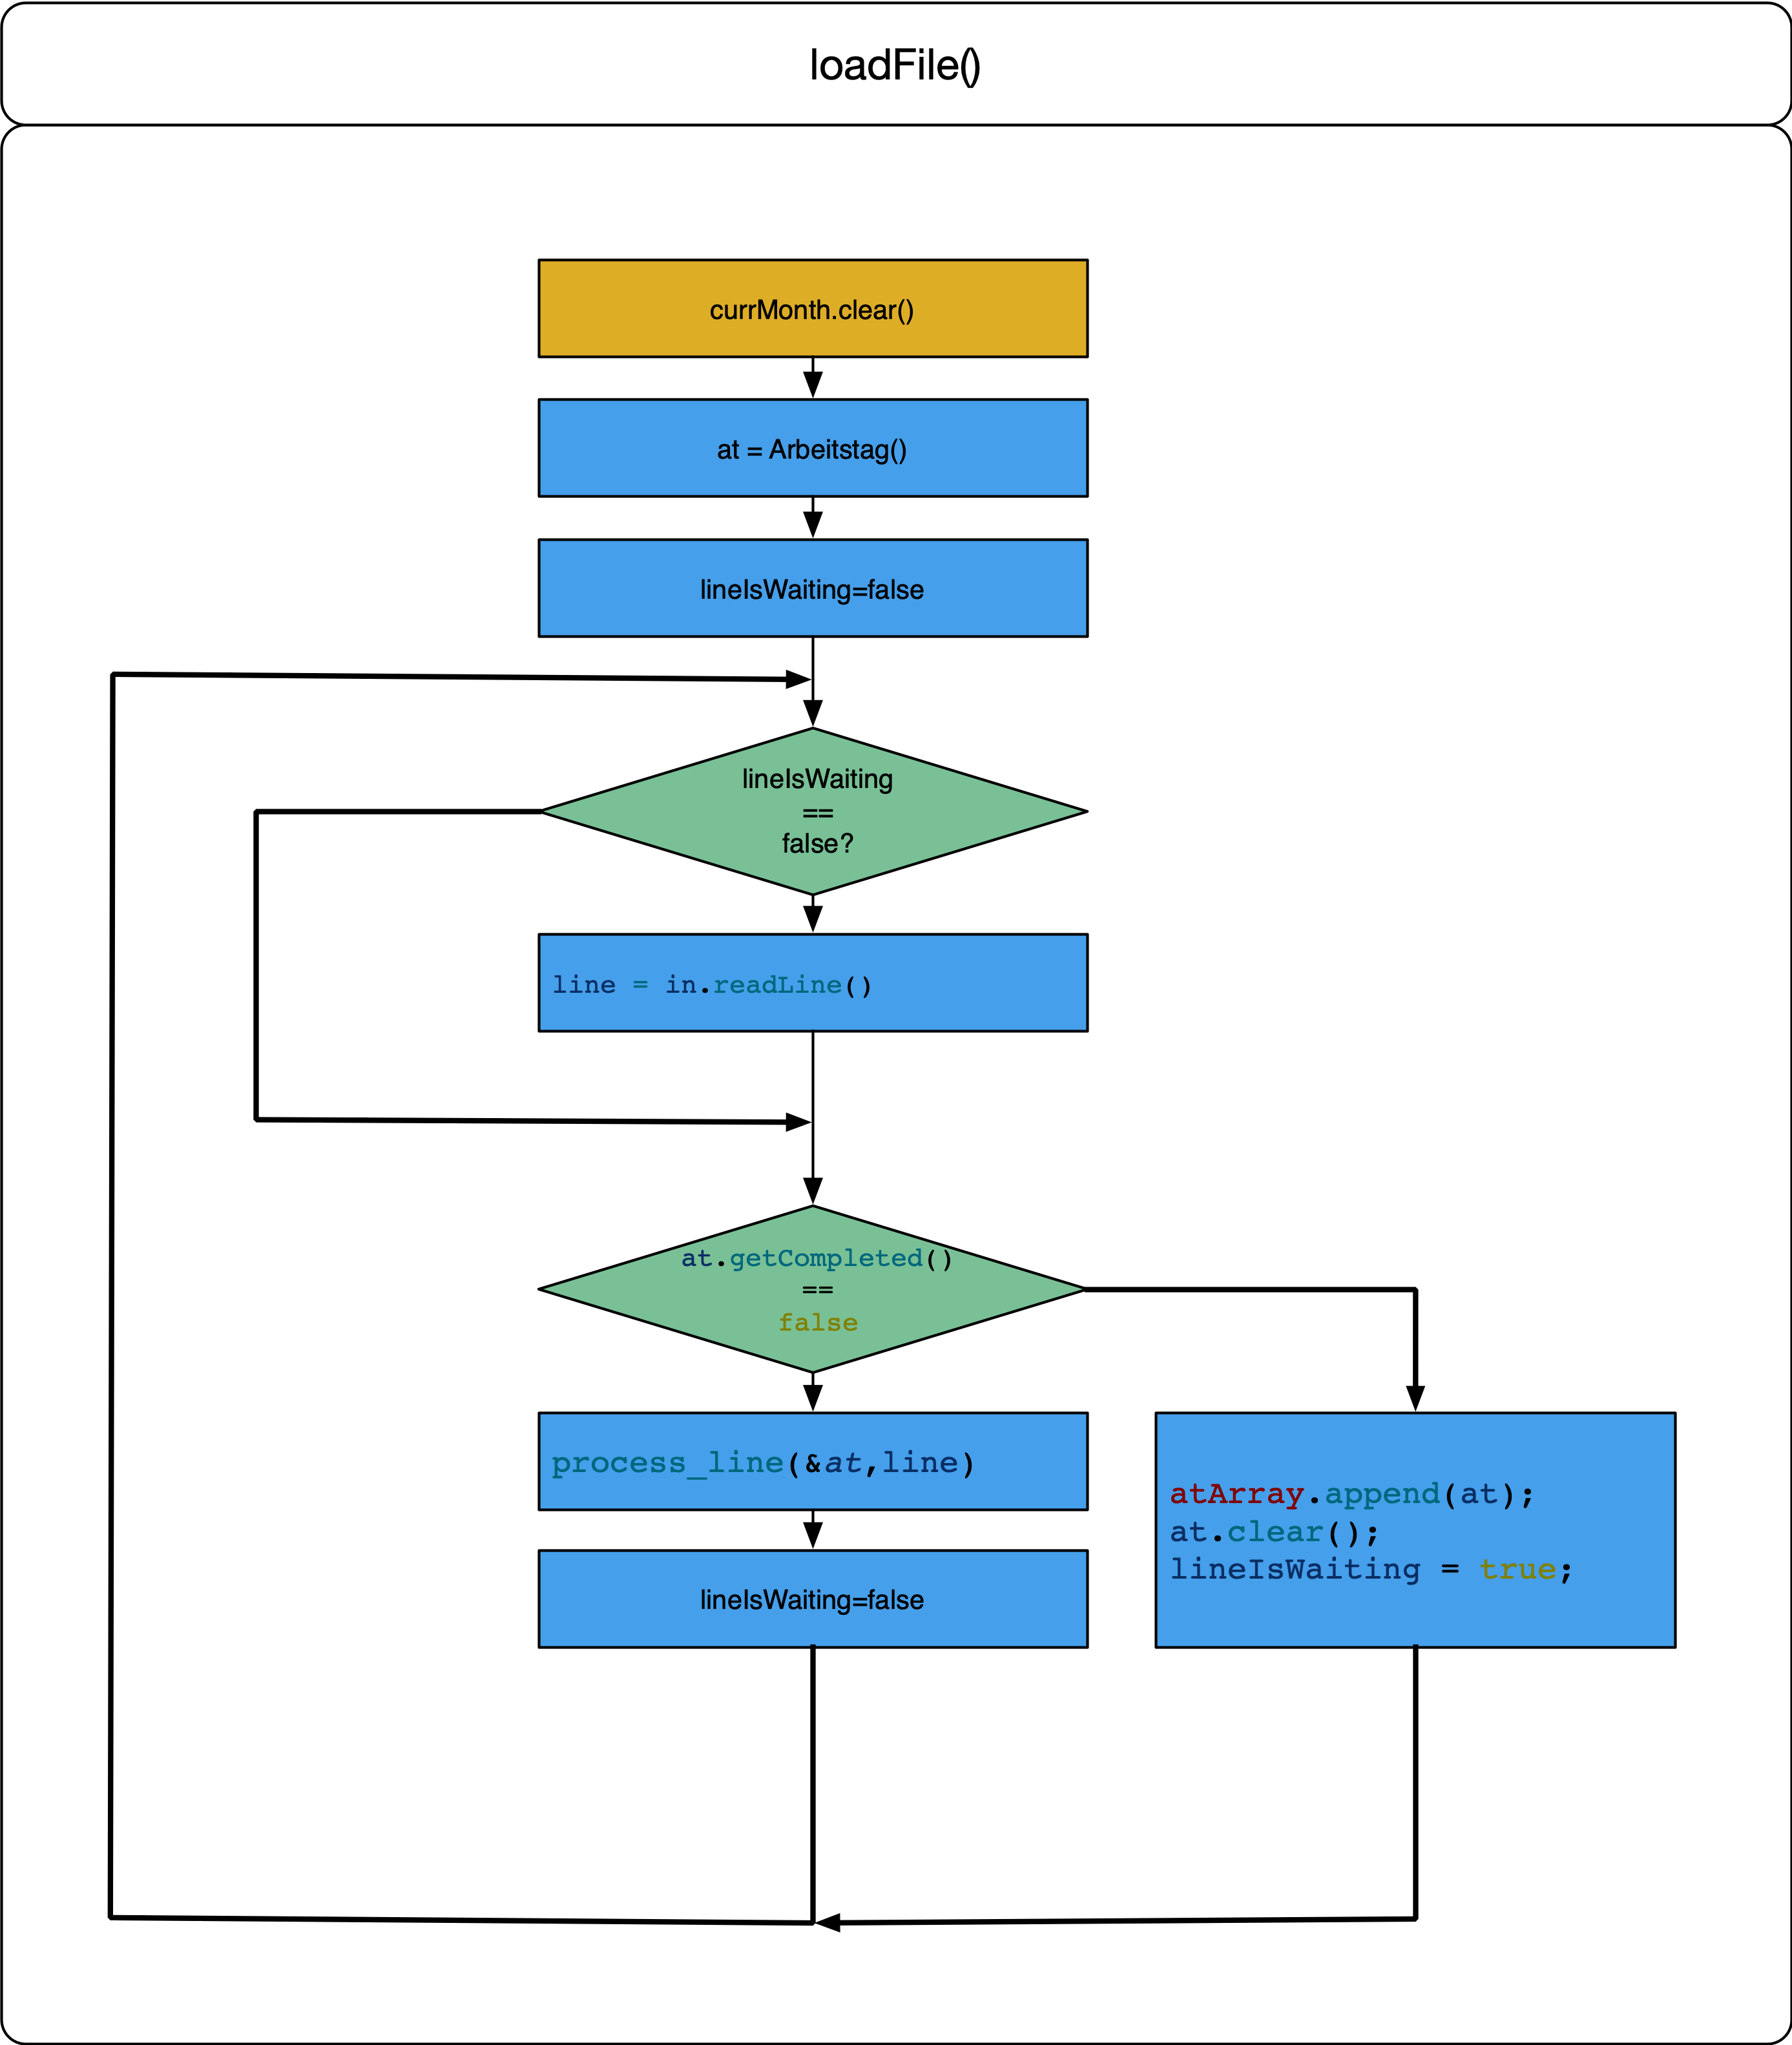 loadFile()
currMonth.clear()
at = Arbeitstag()
lineIsWaiting=false
lineIsWaiting
==
false?
line = in.readLine()
at.getCompleted()
==
false
process_line(&at,line)
lineIsWaiting=false
atArray.append(at);
at.clear();
lineIsWaiting = true;